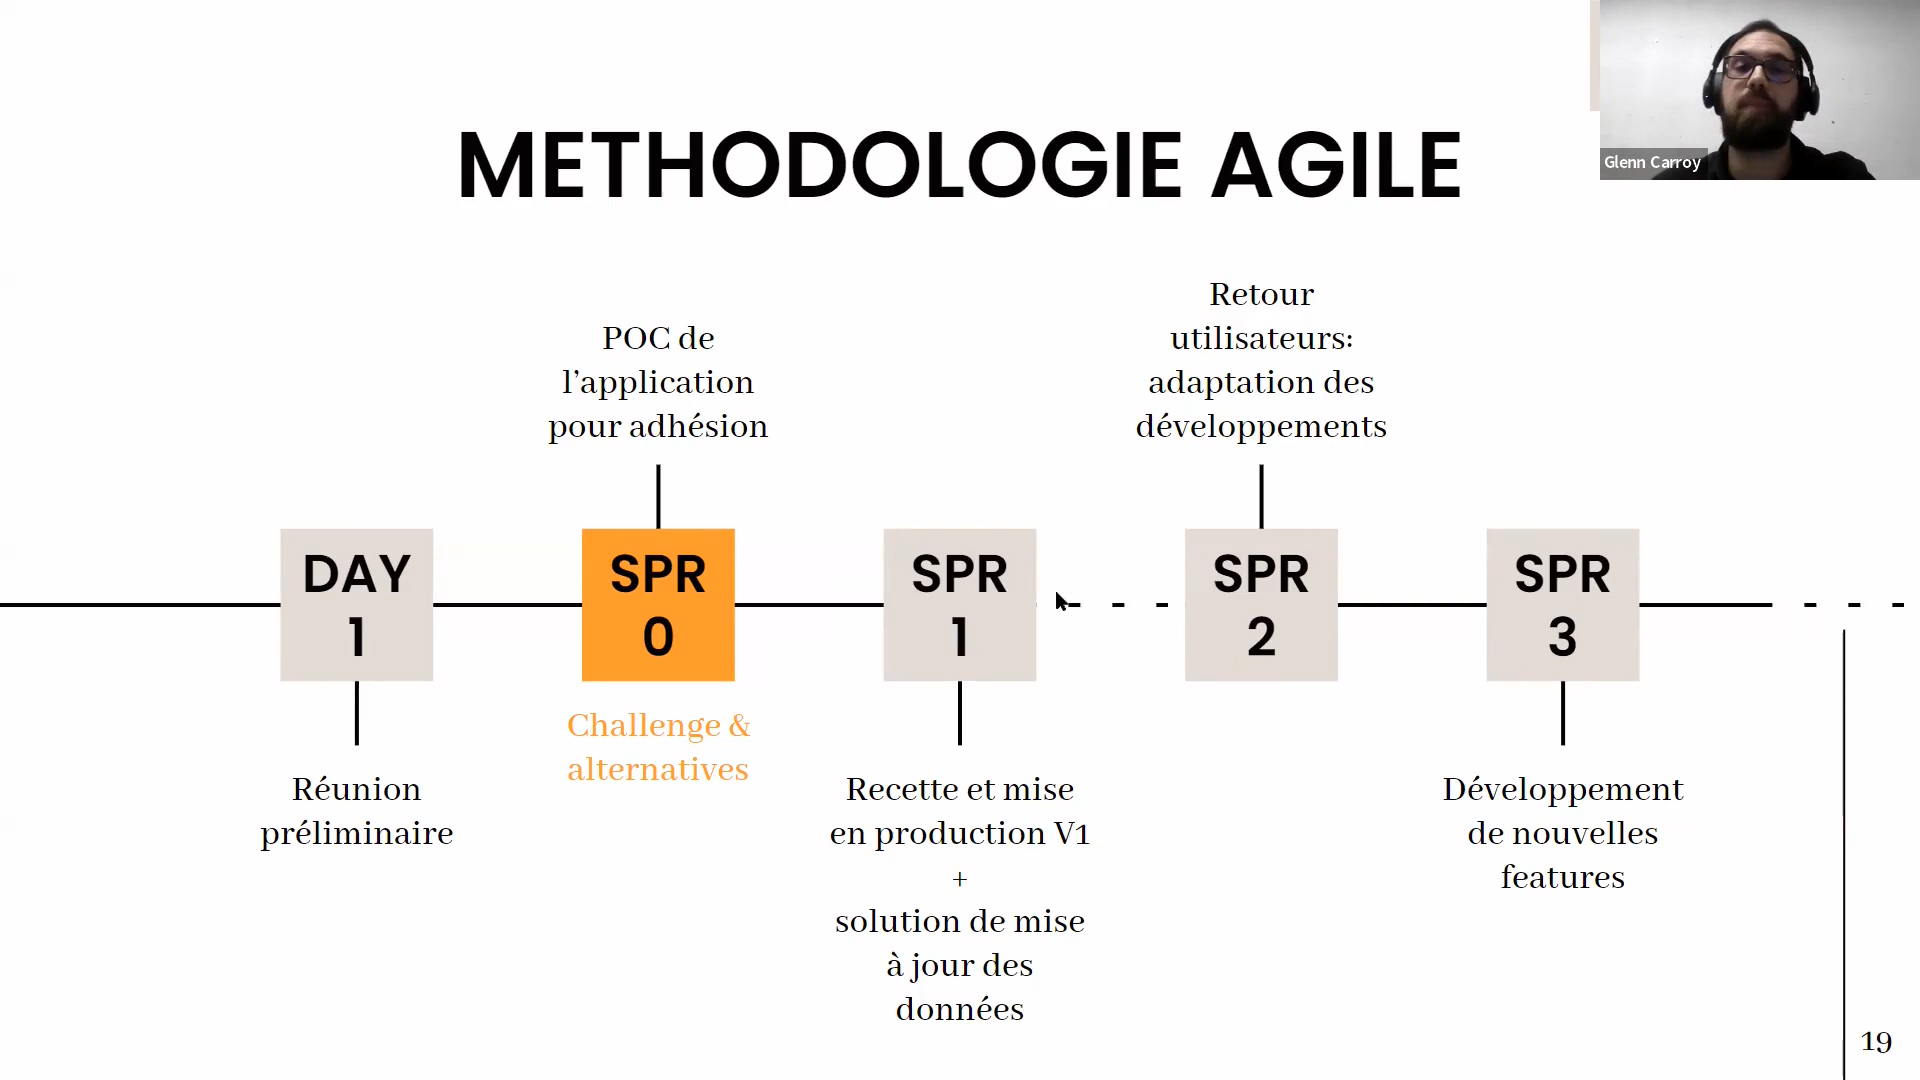 Glenn Carroy
METHODOLOGIE AGILE
POC de
l'application
pour adhésion
Retour
utilisateurs:
adaptation des
développements
DAY
1
SPR
0
SPR
1
SPR
2
SPR
3
Réunion
préliminaire
Challenge &
alternatives
Recette et mise
en production V1
+
solution de mise
à jour des
données
Développement
de nouvelles
features
19